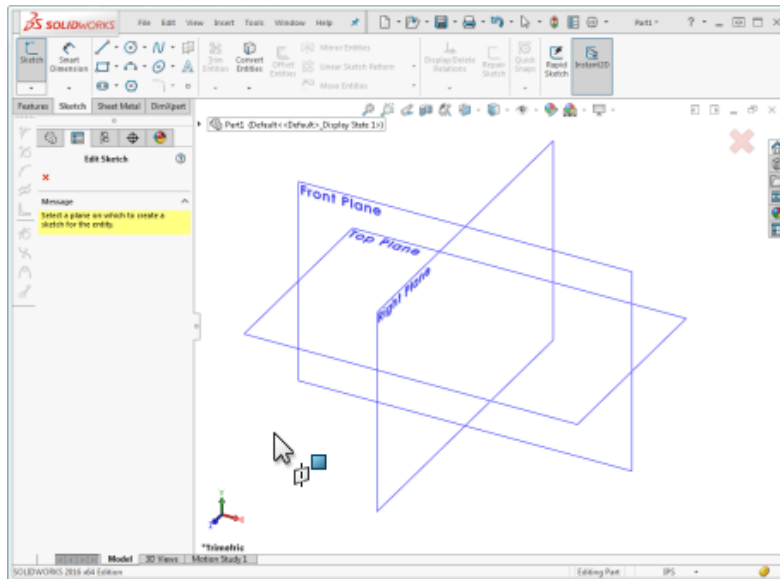 SOLIDWORKS File Edit View Insert Tools Window Help Part1 *
Sketch Smart Dimension Trim Entities Convert Entities Offset Entities Mirror Entities Linear Sketch Pattern Move Entities Display/Delete Relations Repair Sketch Quick Snaps Rapid Sketch Instant2D
Features Sketch Sheet Metal DimXpert
Part1 (Default<<Default>_Display State 1>)
Edit Sketch
Message
Select a plane on which to create a
sketch for the entity.
Front Plane
Top Plane
Right Plane
*Trimetric
Model 3D Views Motion Study 1
SOLIDWORKS 2016 x64 Edition Editing Part IPS